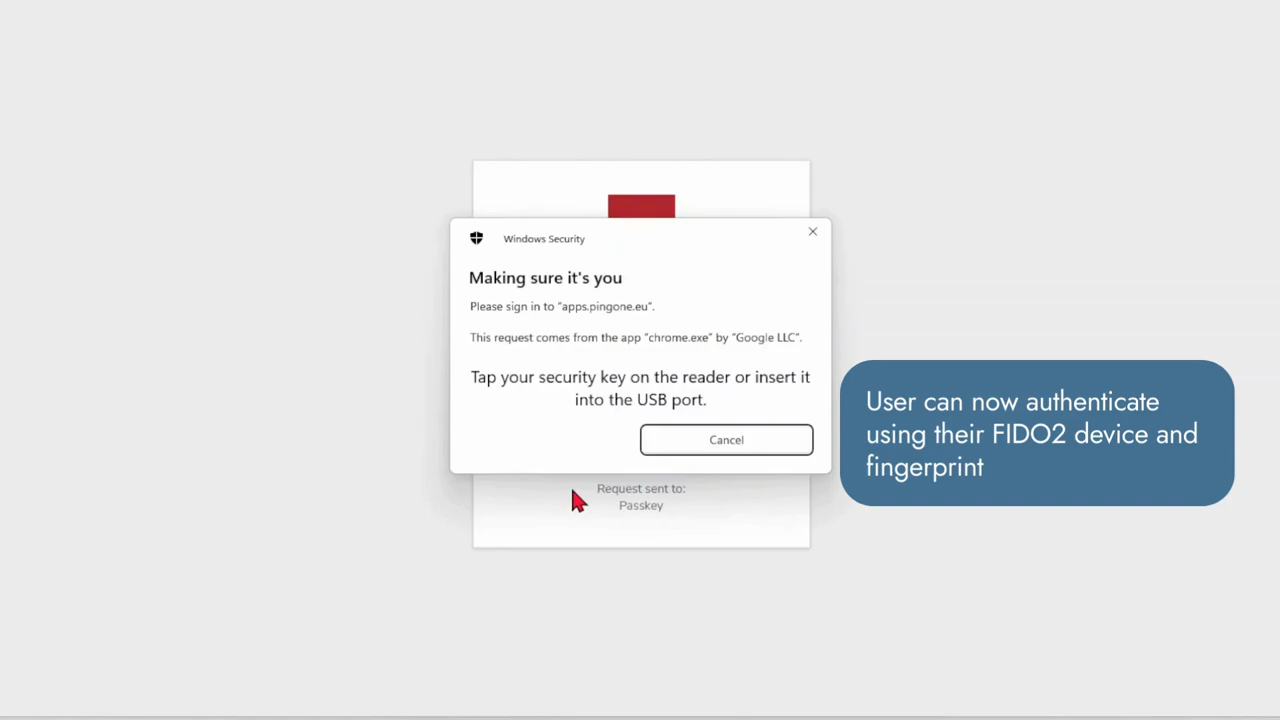 Windows Security
Making sure it's you
Please sign in to "apps.pingone.eu".
This request comes from the app "chrome.exe" by "Google LLC".
Tap your security key on the reader or insert it
into the USB port.
Cancel
Request sent to:
Passkey
User can now authenticate
using their FIDO2 device and
fingerprint